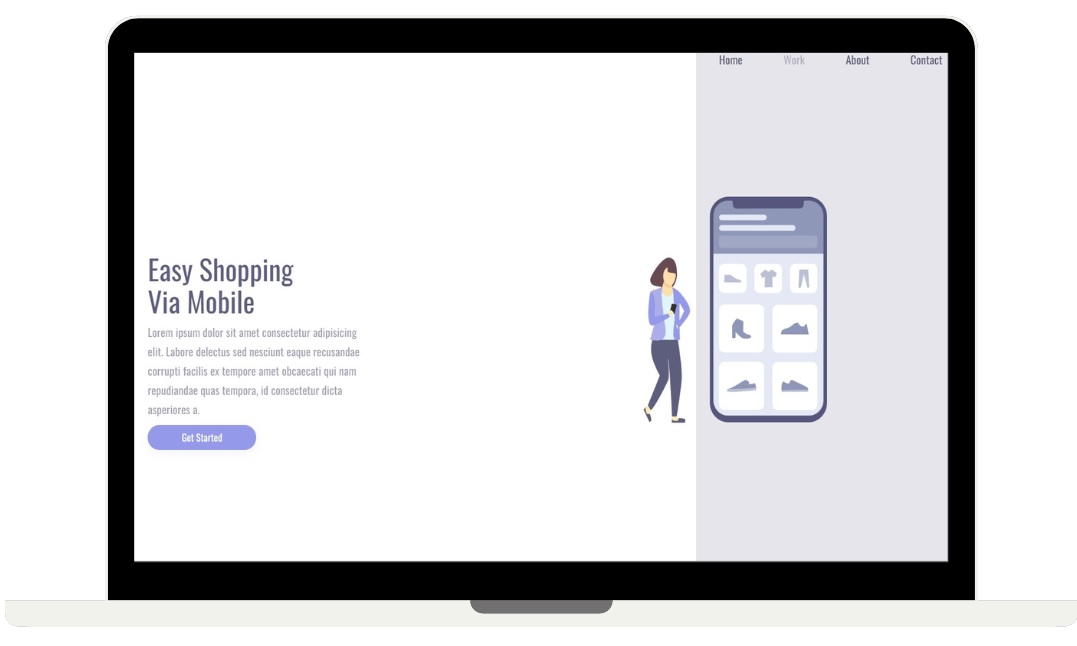 Home Work About Contact
Easy Shopping
Via Mobile
Lorem ipsum dolor sit amet consectetur adipisicing
elit. Labore delectus sed nesciunt eaque recusandae
corrupti facilis ex tempore amet obcaecati qui nam
repudiandae quas tempora, id consectetur dicta
asperiores a.
Get Started